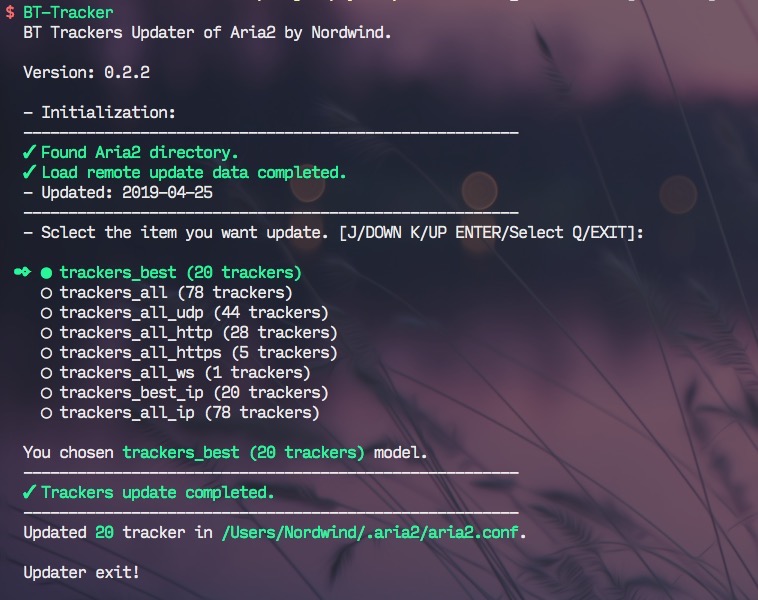 $ BT-Tracker
BT Trackers Updater of Aria2 by Nordwind.
Version: 0.2.2
- Initialization:
✓ Found Aria2 directory.
✓ Load remote update data completed.
- Updated: 2019-04-25
- Sclect the item you want update. [J/DOWN K/UP ENTER/Select Q/EXIT]:
● trackers_best (20 trackers)
○ trackers_all (78 trackers)
○ trackers_all_udp (44 trackers)
○ trackers_all_http (28 trackers)
○ trackers_all_https (5 trackers)
○ trackers_all_ws (1 trackers)
○ trackers_best_ip (20 trackers)
○ trackers_all_ip (78 trackers)
You chosen trackers_best (20 trackers) model.
✓ Trackers update completed.
Updated 20 tracker in /Users/Nordwind/.aria2/aria2.conf.
Updater exit!